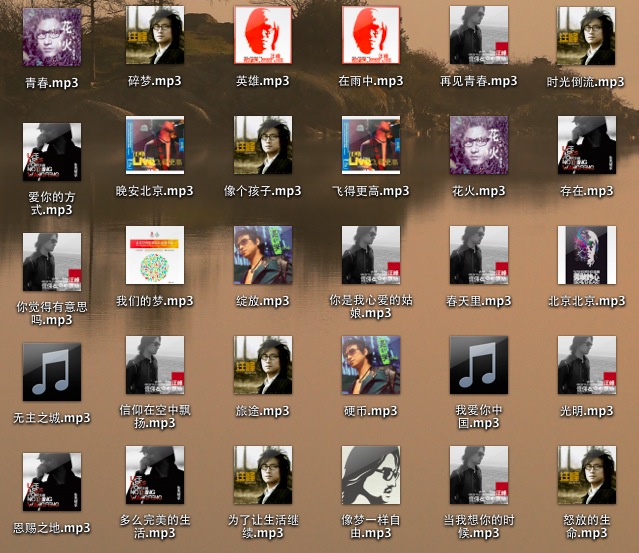 青春.mp3
碎梦.mp3
英雄.mp3
在雨中.mp3
再见青春.mp3
时光倒流.mp3
爱你的方
式.mp3
晚安北京.mp3
像个孩子.mp3
飞得更高.mp3
花火.mp3
存在.mp3
你觉得有意思
吗.mp3
我们的梦.mp3
绽放.mp3
你是我心爱的姑
娘.mp3
春天里.mp3
北京北京.mp3
无主之城.mp3
信仰在空中飘
扬.mp3
旅途.mp3
硬币.mp3
我爱你中
国.mp3
光明.mp3
恩赐之地.mp3
多么完美的生
活.mp3
为了让生活继
续.mp3
像梦一样自
由.mp3
当我想你的时
候.mp3
怒放的生
命.mp3